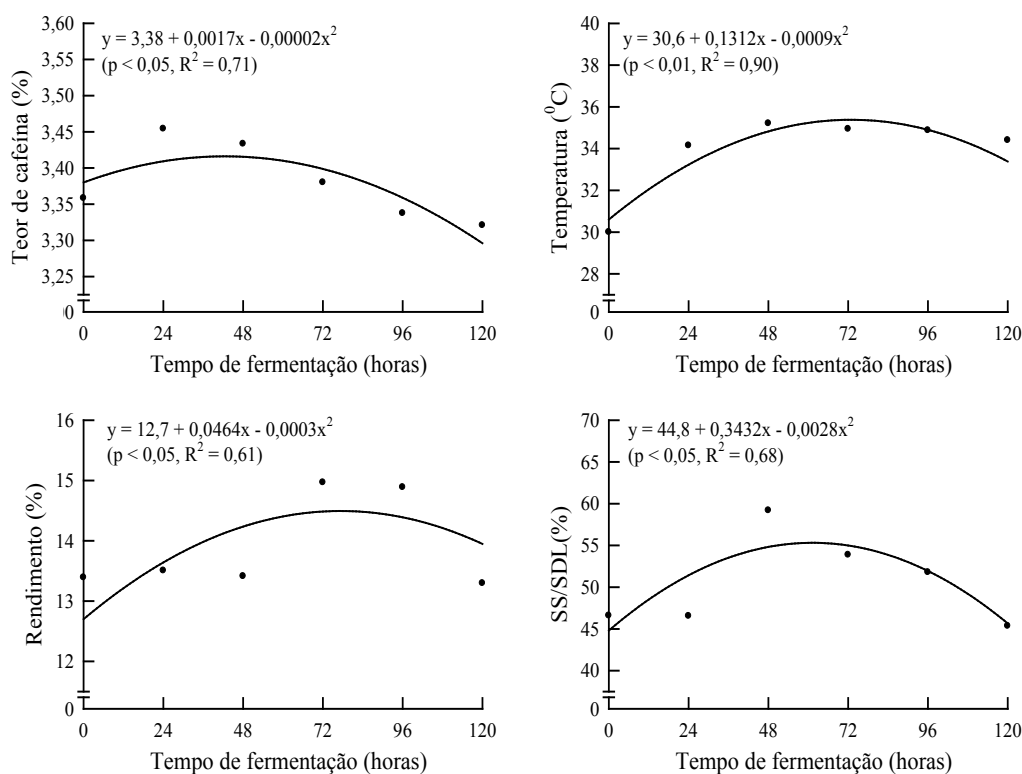 y = 3,38 + 0,0017x - 0,00002x²
(p < 0,05, R² = 0,71)
Teor de cafeína (%)
3,60
3,55
3,50
3,45
3,40
3,35
3,30
3,25
0
0 24 48 72 96 120
Tempo de fermentação (horas)
y = 30,6 + 0,1312x - 0,0009x²
(p < 0,01, R² = 0,90)
Temperatura (⁰C)
40
38
36
34
32
30
28
0
0 24 48 72 96 120
Tempo de fermentação (horas)
y = 12,7 + 0,0464x - 0,0003x²
(p < 0,05, R² = 0,61)
Rendimento (%)
16
15
14
13
12
0
0 24 48 72 96 120
Tempo de fermentação (horas)
y = 44,8 + 0,3432x - 0,0028x²
(p < 0,05, R² = 0,68)
SS/SDL(%)
70
65
60
55
50
45
40
0
0 24 48 72 96 120
Tempo de fermentação (horas)